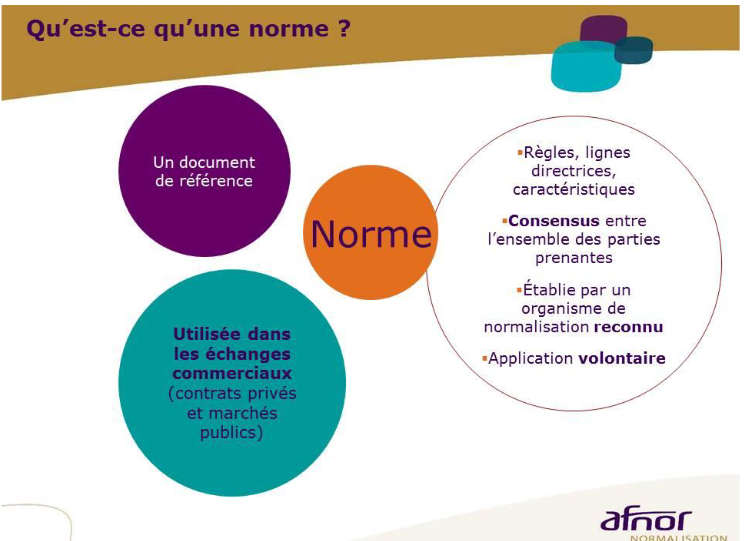 Qu’est-ce qu’une norme ?
Un document
de référence
Norme
▪Règles, lignes
directrices,
caractéristiques
▪Consensus entre
l’ensemble des parties
prenantes
▪Établie par un
organisme de
normalisation reconnu
▪Application volontaire
Utilisée dans
les échanges
commerciaux
(contrats privés
et marchés
publics)
afnor
NORMALISATION